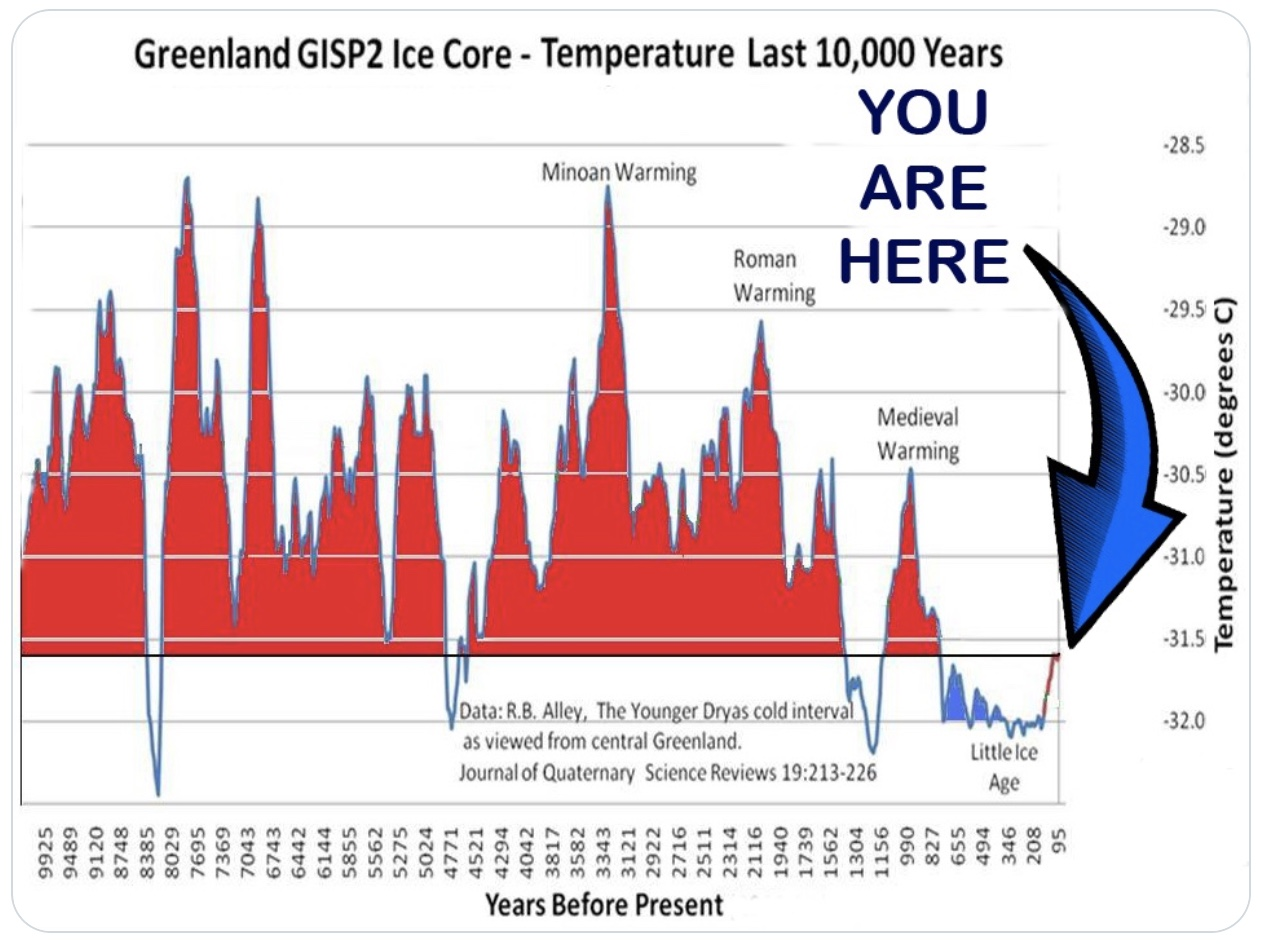 Greenland GISP2 Ice Core - Temperature Last 10,000 Years
YOU
ARE
HERE
Minoan Warming
Roman
Warming
Medieval
Warming
-28.5
-29.0
-29.5
-30.0
-30.5
-31.0
-31.5
-32.0
Temperature (degrees C)
Data: R.B. Alley, The Younger Dryas cold interval
as viewed from central Greenland.
Journal of Quaternary Science Reviews 19:213-226
Little Ice
Age
9925 9489 9120 8748 8385 8029 7695 7369 7043 6743 6442 6144 5855 5562 5275 5024 4771 4521 4294 4042 3817 3582 3343 3121 2922 2716 2511 2314 2116 1940 1739 1562 1304 1156 990 827 655 494 346 208 95
Years Before Present